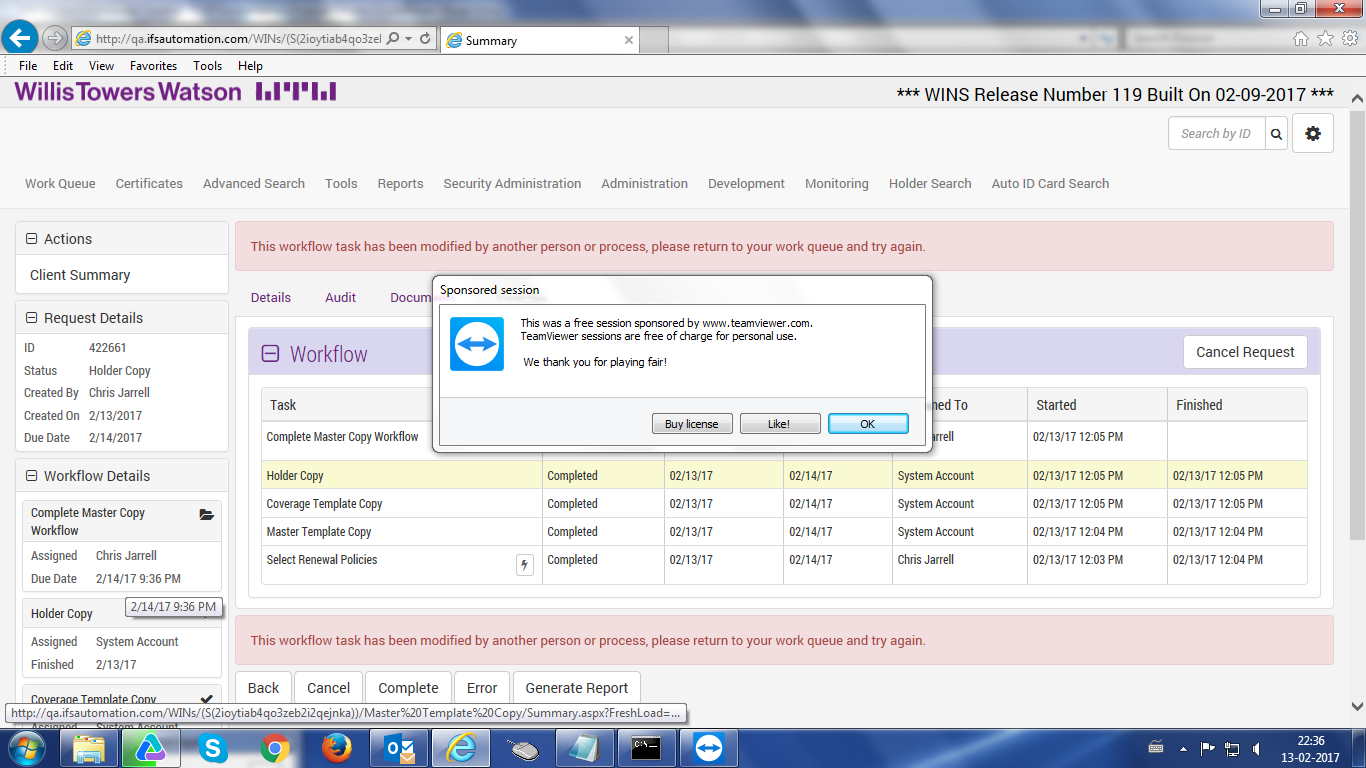 http://qa.ifsautomation.com/WINs/(S(2ioytiab4qo3zel
Summary
File Edit View Favorites Tools Help
Willis Towers Watson
*** WINS Release Number 119 Built On 02-09-2017 ***
Search by ID
Work Queue Certificates Advanced Search Tools Reports Security Administration Administration Development Monitoring Holder Search Auto ID Card Search
Actions
Client Summary
Request Details
ID 422661
Status Holder Copy
Created By Chris Jarrell
Created On 2/13/2017
Due Date 2/14/2017
Workflow Details
Complete Master Copy
Workflow
Assigned Chris Jarrell
Due Date 2/14/17 9:36 PM
2/14/17 9:36 PM
Holder Copy
Assigned System Account
Finished 2/13/17
Coverage Template Copy
Assigned System Account
This workflow task has been modified by another person or process, please return to your work queue and try again.
Details Audit Docum
Sponsored session
This was a free session sponsored by www.teamviewer.com.
TeamViewer sessions are free of charge for personal use.
We thank you for playing fair!
Buy license Like! OK
Workflow
Cancel Request
Task ned To Started Finished
Complete Master Copy Workflow arrell 02/13/17 12:05 PM
Holder Copy Completed 02/13/17 02/14/17 System Account 02/13/17 12:05 PM 02/13/17 12:05 PM
Coverage Template Copy Completed 02/13/17 02/14/17 System Account 02/13/17 12:05 PM 02/13/17 12:05 PM
Master Template Copy Completed 02/13/17 02/14/17 System Account 02/13/17 12:04 PM 02/13/17 12:05 PM
Select Renewal Policies Completed 02/13/17 02/14/17 Chris Jarrell 02/13/17 12:03 PM 02/13/17 12:04 PM
This workflow task has been modified by another person or process, please return to your work queue and try again.
Back Cancel Complete Error Generate Report
http://qa.ifsautomation.com/WINs/(S(2ioytiab4qo3zeb2i2qejnka))/Master%20Template%20Copy/Summary.aspx?FreshLoad=...
22:36
13-02-2017